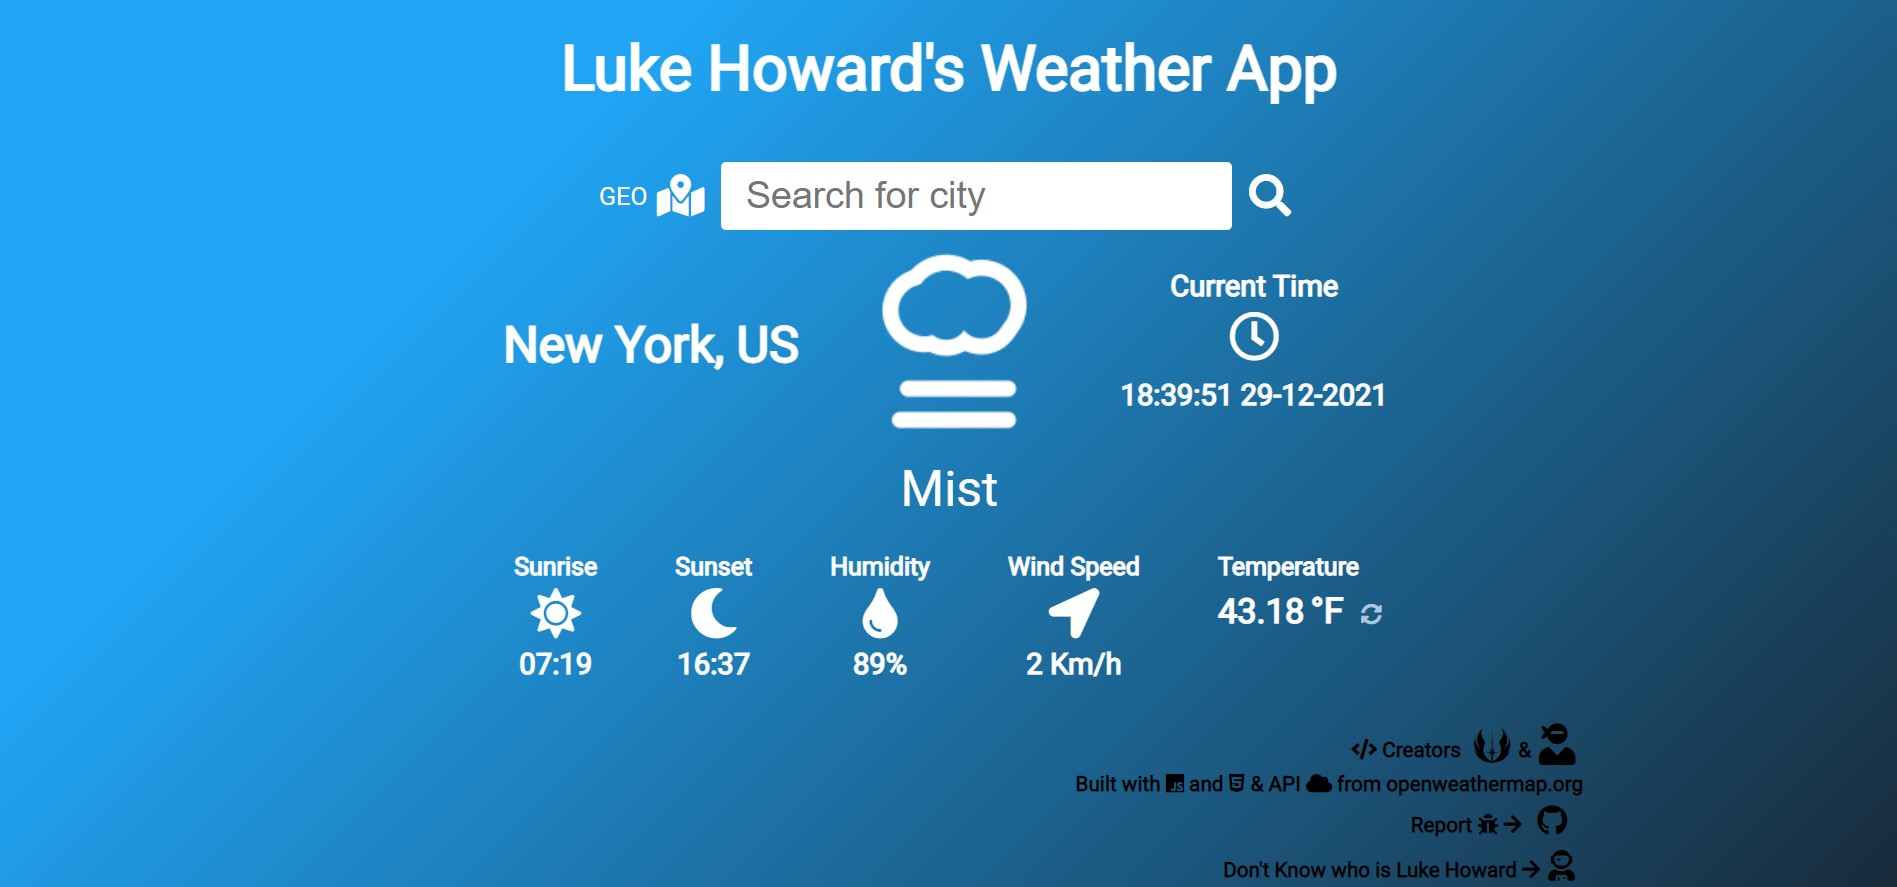 Luke Howard's Weather App
GEO
Search for city
New York, US
Current Time
18:39:51 29-12-2021
Mist
Sunrise
Sunset
Humidity
Wind Speed
Temperature
43.18 °F
07:19
16:37
89%
2 Km/h
</> Creators &
Built with JS and 5 & API from openweathermap.org
Report
Don't Know who is Luke Howard